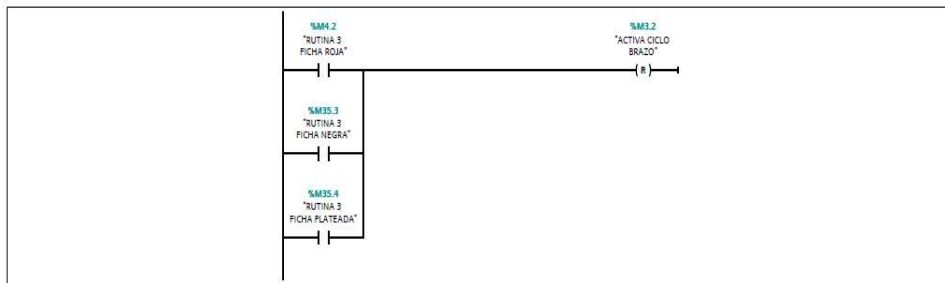 %M4.2
"RUTINA 3
FICHA ROJA"
%M3.2
"ACTIVA CICLO
BRAZO"
R
%M35.3
"RUTINA 3
FICHA NEGRA"
%M35.4
"RUTINA 3
FICHA PLATEADA"